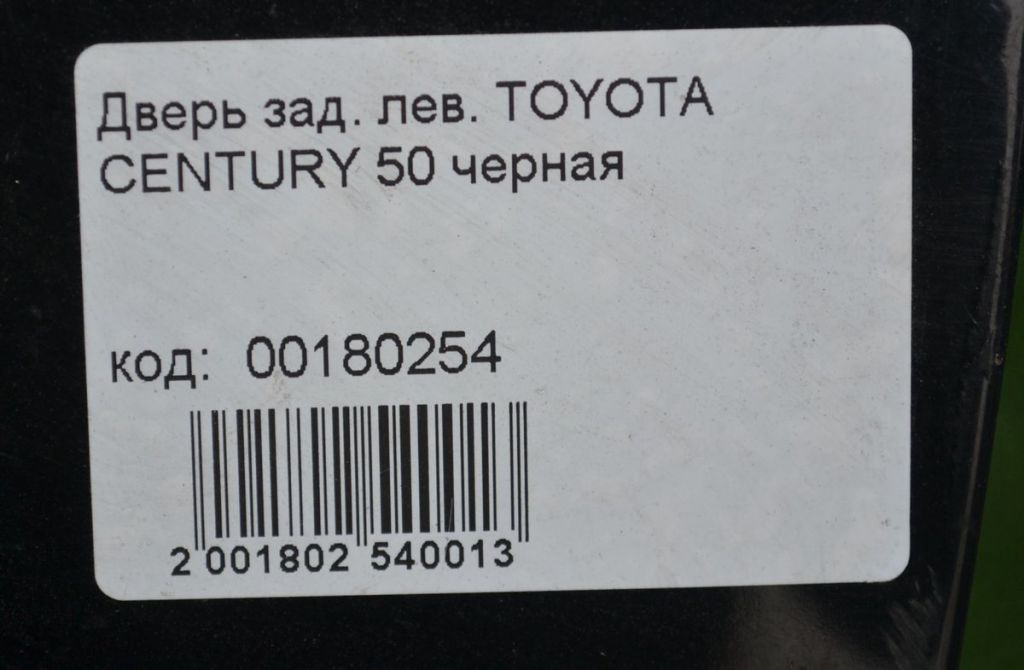 Дверь зад. лев. TOYOTA
CENTURY 50 черная
код: 00180254
2 001802 540013